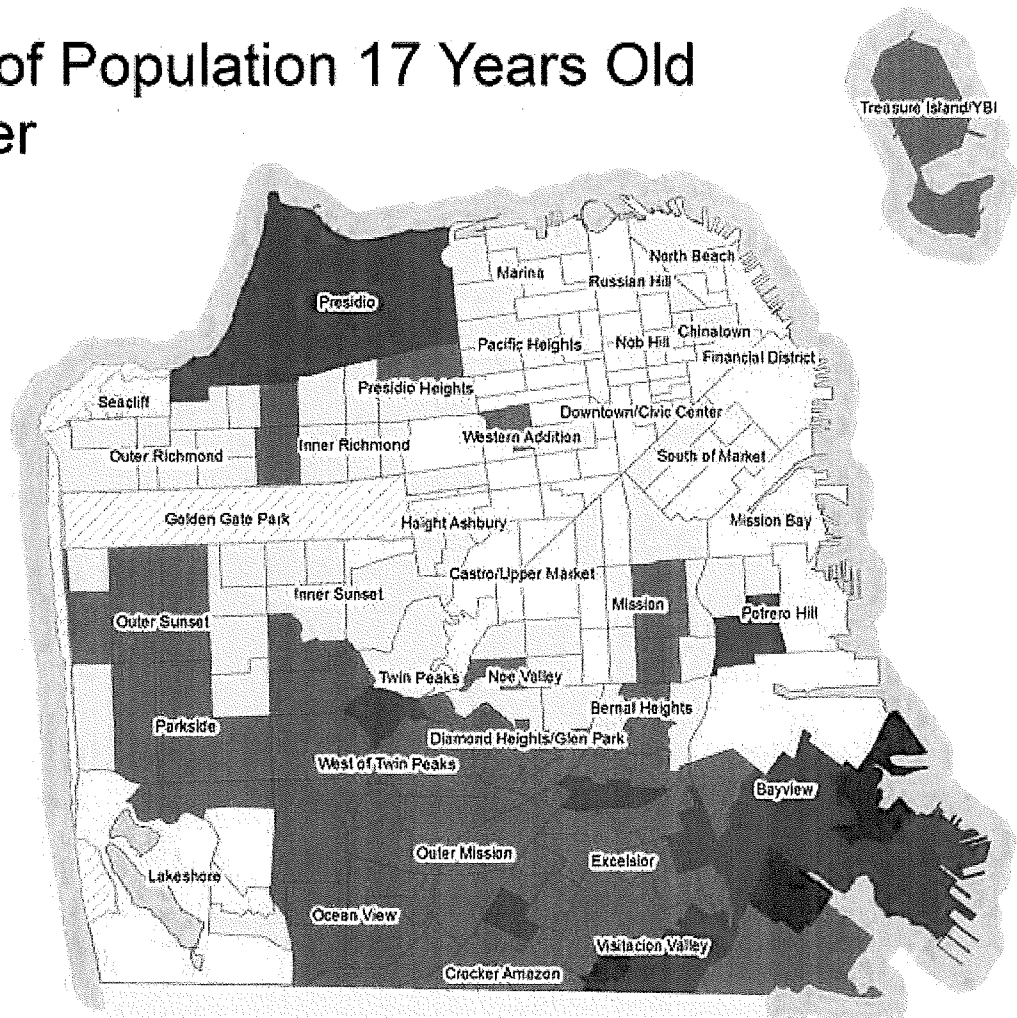 of Population 17 Years Old
er
Treasure Island/YBI
North Beach
Marina
Russian Hill
Presidio
Chinatown
Pacific Heights
Nob Hill
Financial District
Presidio Heights
Seacliff
Downtown/Civic Center
Western Addition
Inner Richmond
Outer Richmond
South of Market
Golden Gate Park
Haight Ashbury
Mission Bay
Castro/Upper Market
Inner Sunset
Mission
Potrero Hill
Outer Sunset
Twin Peaks
Noe Valley
Bernal Heights
Parkside
Diamond Heights/Glen Park
West of Twin Peaks
Bayview
Outer Mission
Excelsior
Lakeshore
Ocean View
Visitacion Valley
Crocker Amazon